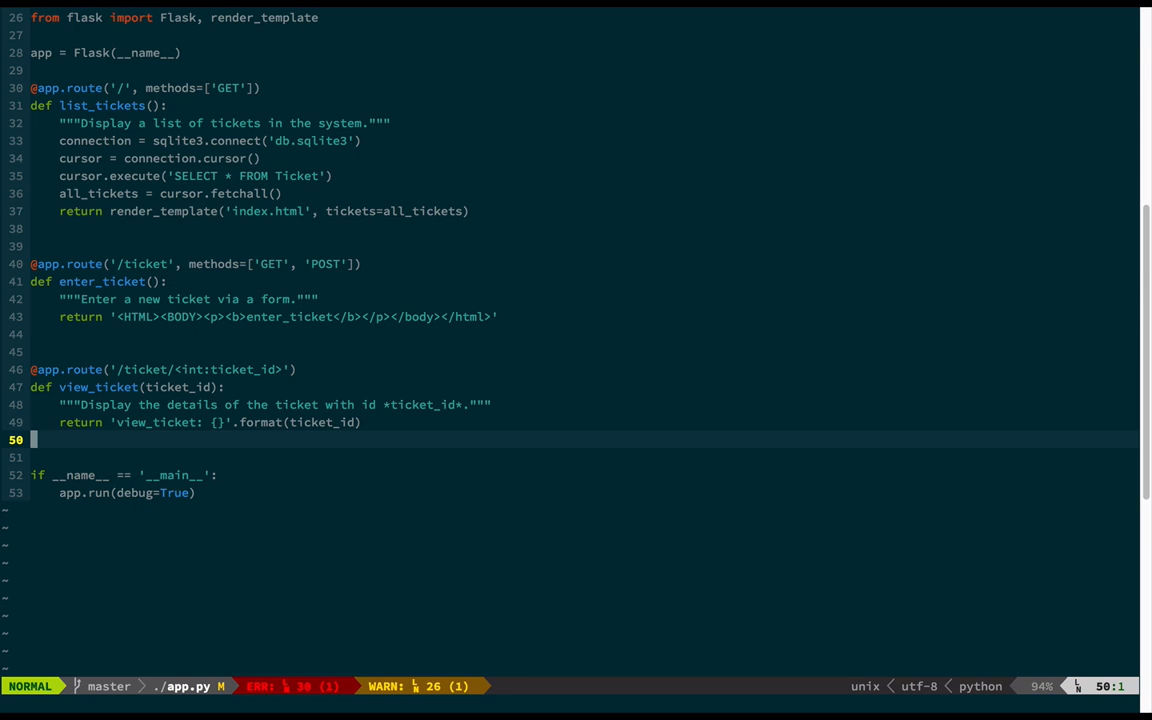 26 from flask import Flask, render_template
27
28 app = Flask(__name__)
29
30 @app.route('/', methods=['GET'])
31 def list_tickets():
32     """Display a list of tickets in the system."""
33     connection = sqlite3.connect('db.sqlite3')
34     cursor = connection.cursor()
35     cursor.execute('SELECT * FROM Ticket')
36     all_tickets = cursor.fetchall()
37     return render_template('index.html', tickets=all_tickets)
38
39
40 @app.route('/ticket', methods=['GET', 'POST'])
41 def enter_ticket():
42     """Enter a new ticket via a form."""
43     return '<HTML><BODY><p><b>enter_ticket</b></p></body></html>'
44
45
46 @app.route('/ticket/<int:ticket_id>')
47 def view_ticket(ticket_id):
48     """Display the details of the ticket with id *ticket_id*."""
49     return 'view_ticket: {}'.format(ticket_id)
50
51
52 if __name__ == '__main__':
53     app.run(debug=True)
~
~
~
~
~
~
~
~
~
~
NORMAL master ./app.py M ERR: LN 30 (1) WARN: LN 26 (1) unix utf-8 python 94% LN 50:1